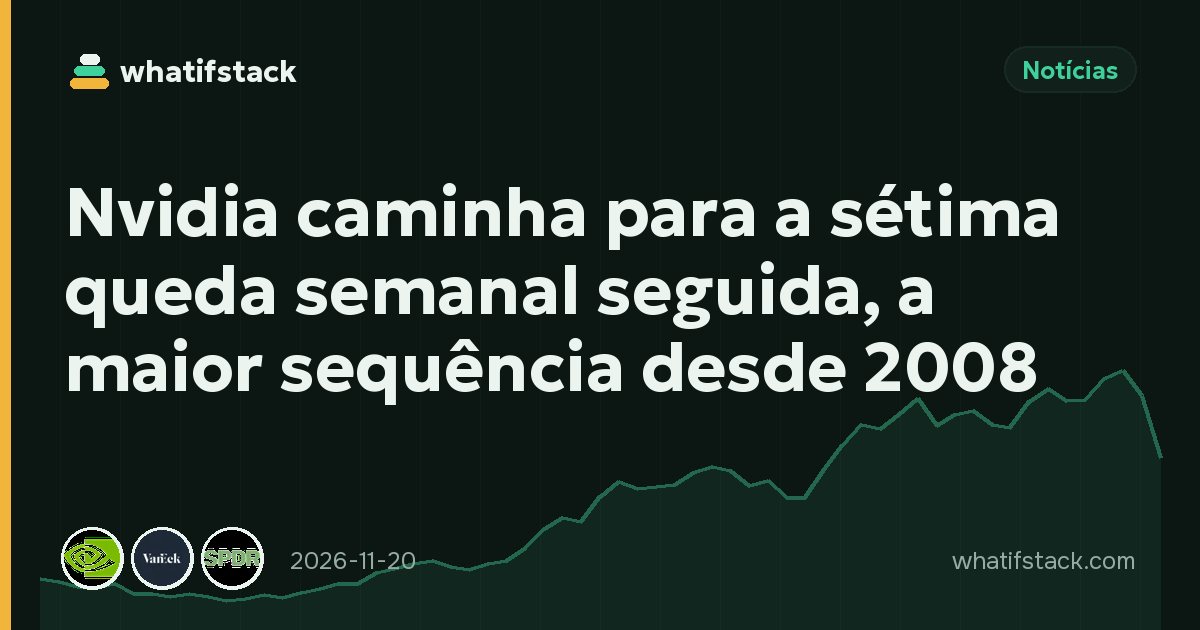 whatifstack
Notícias
Nvidia caminha para a sétima
queda semanal seguida, a
maior sequência desde 2008
VanEck
SPDR
2026-11-20
whatifstack.com